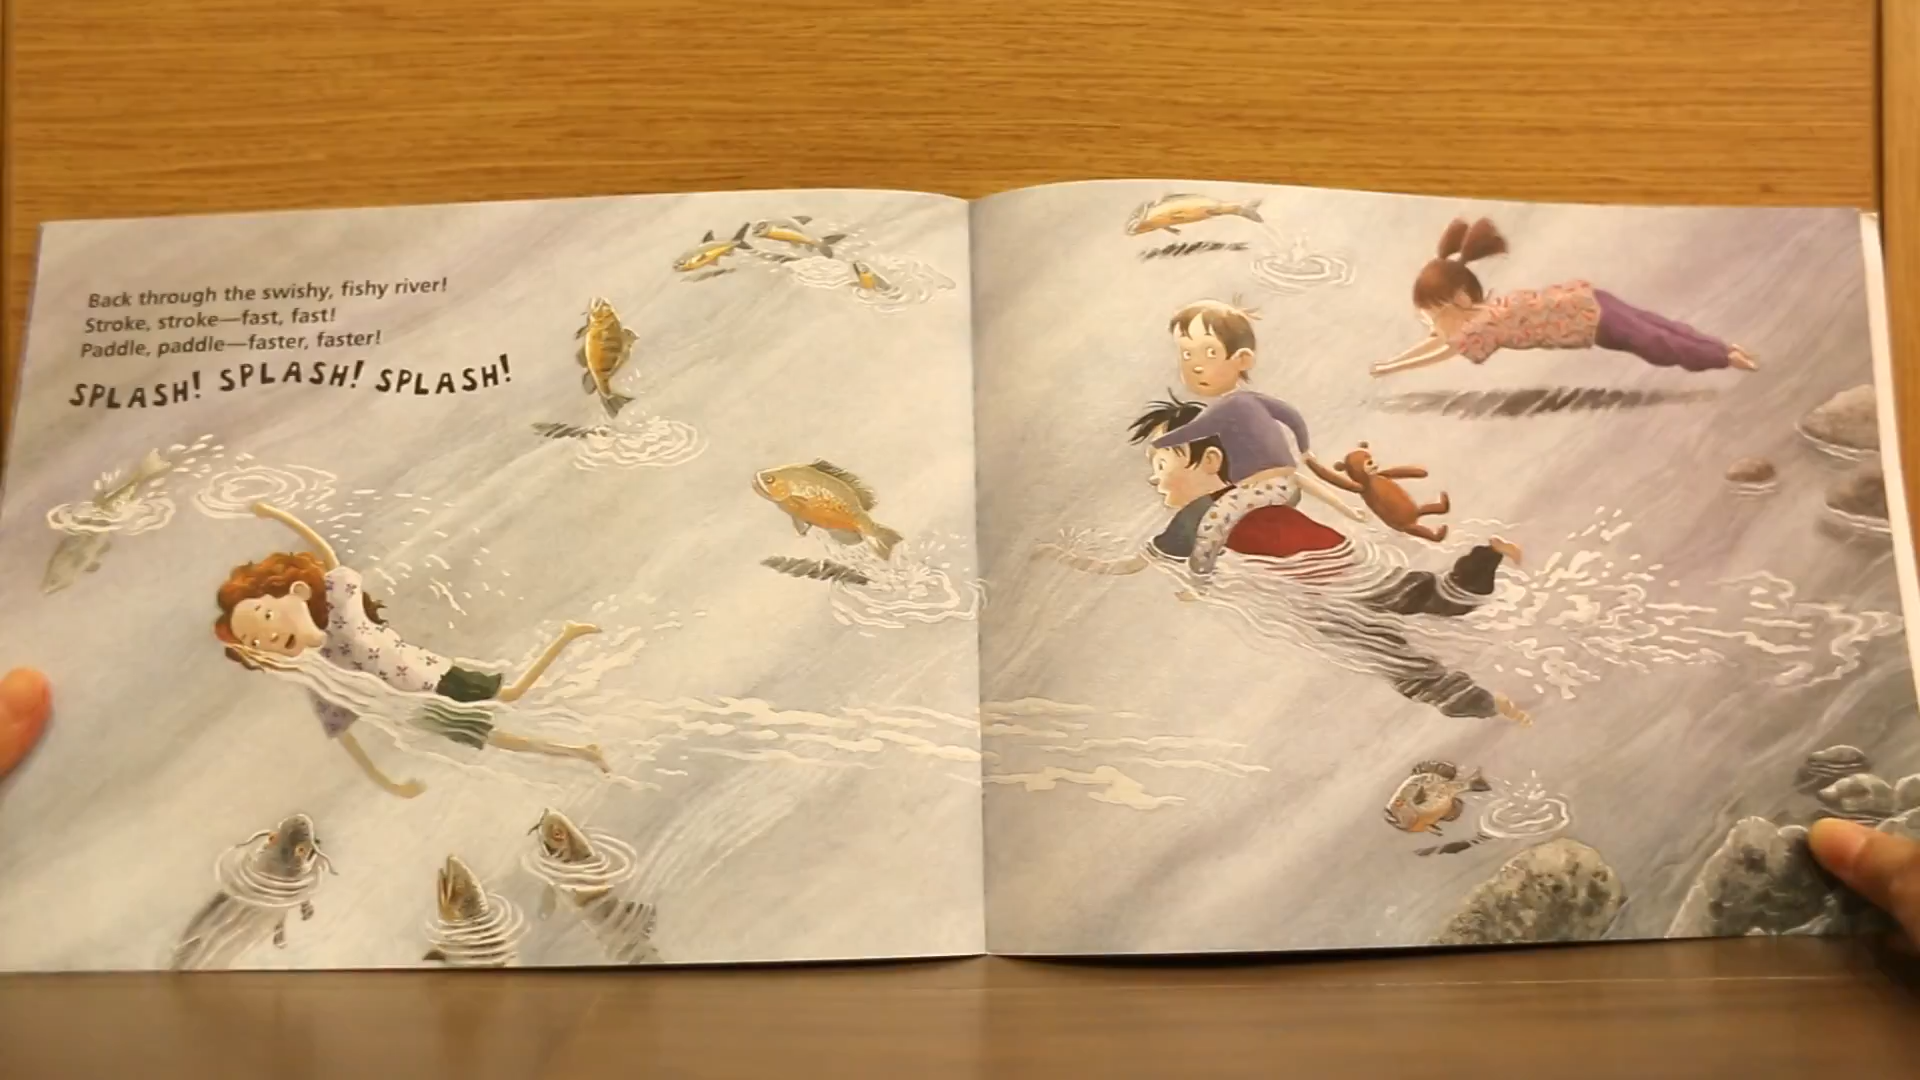 Back through the swishy, fishy river!
Stroke, stroke—fast, fast!
Paddle, paddle—faster, faster!
SPLASH! SPLASH! SPLASH!